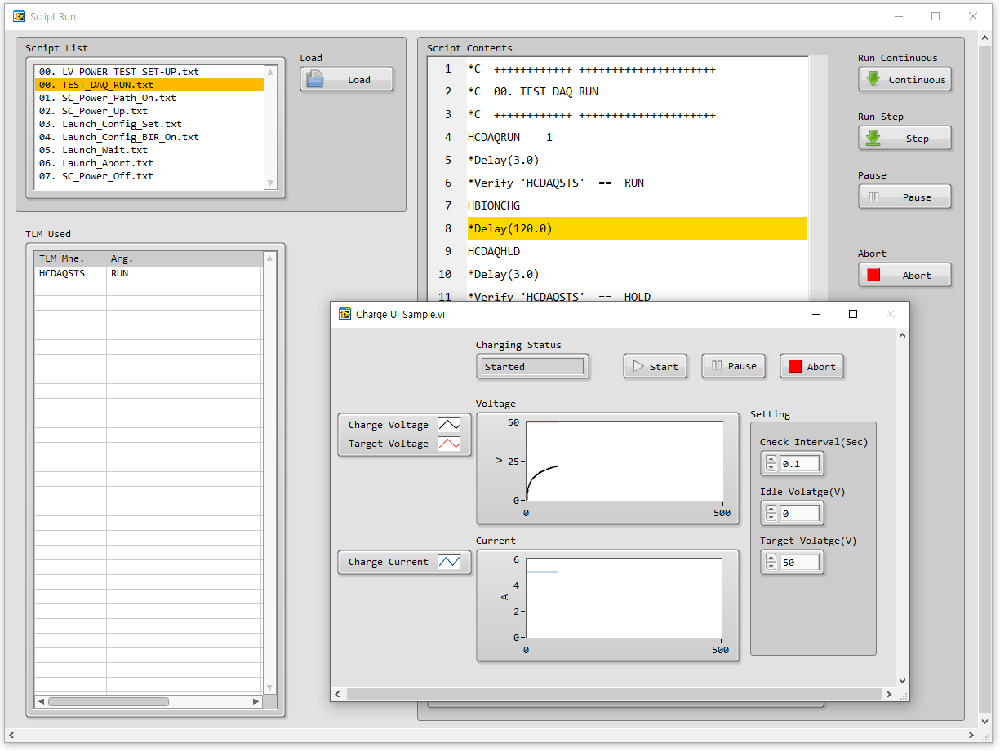 Script Run
Script List
00. LV POWER TEST SET-UP.txt
00. TEST_DAQ_RUN.txt
01. SC_Power_Path_On.txt
02. SC_Power_Up.txt
03. Launch_Config_Set.txt
04. Launch_Config_BIR_On.txt
05. Launch_Wait.txt
06. Launch_Abort.txt
07. SC_Power_Off.txt
Load
Load
TLM Used
TLM Mne. Arg.
HCDAQSTS RUN
Script Contents
1 *C ++++++++++++ +++++++++++++++++++++
2 *C 00. TEST DAQ RUN
3 *C ++++++++++++ +++++++++++++++++++++
4 HCDAQRUN 1
5 *Delay(3.0)
6 *Verify 'HCDAQSTS' == RUN
7 HBIONCHG
8 *Delay(120.0)
9 HCDAQHLD
10 *Delay(3.0)
11 *Verify 'HCDAQSTS' == HOLD
Run Continuous
Continuous
Run Step
Step
Pause
Pause
Abort
Abort
Charge UI Sample.vi
Charging Status
Started
Start
Pause
Abort
Charge Voltage
Target Voltage
Voltage
50
V
25
0
0 500
Charge Current
Current
6
4
A
2
0
0 500
Setting
Check Interval(Sec)
0.1
Idle Volatge(V)
0
Target Volatge(V)
50